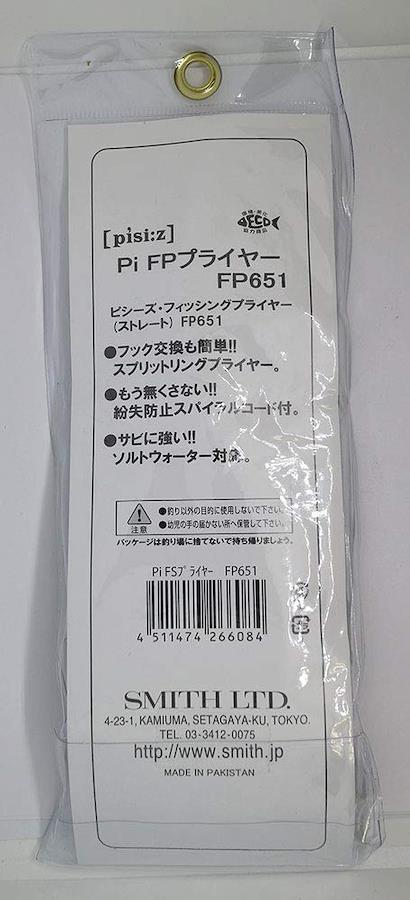 環境・美化
ECO
協力商品
[pisi:z]
Pi FPプライヤー
FP651
ピシーズ・フィッシングプライヤー
(ストレート) FP651
●フック交換も簡単!!
スプリットリングプライヤー。
●もう無くさない!!
紛失防止スパイラルコード付。
●サビに強い!!
ソルトウォーター対応。
注意
●釣り以外の目的に使用しないで下さい。
●幼児の手の届かない所へ保管して下さい。
パッケージは釣り場に捨てないで持ち帰りましょう。
Pi FSプライヤー FP651
4 511474 266084
SMITH LTD.
4-23-1, KAMIUMA, SETAGAYA-KU, TOKYO.
TEL. 03-3412-0075
http://www.smith.jp
MADE IN PAKISTAN